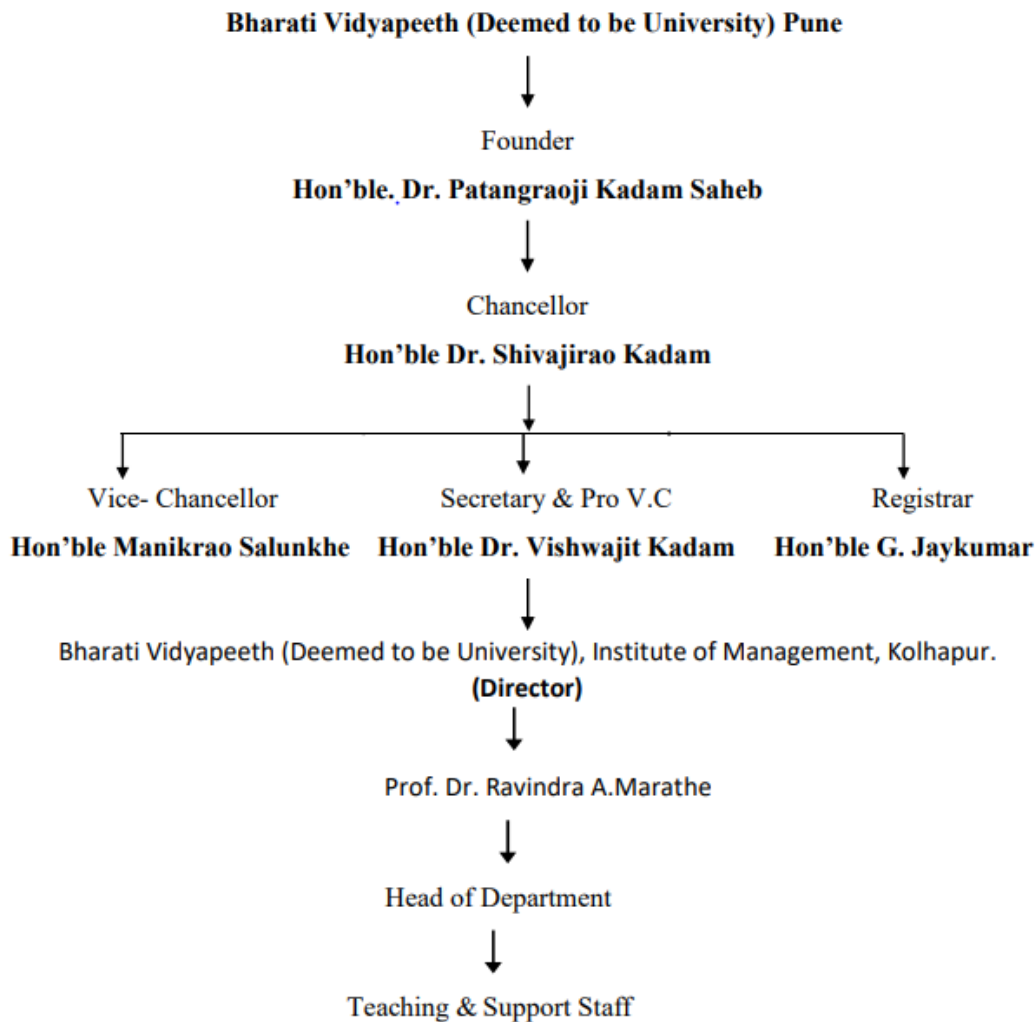 Bharati Vidyapeeth (Deemed to be University) Pune
Founder
Hon’ble. Dr. Patangraoji Kadam Saheb
Chancellor
Hon’ble Dr. Shivajirao Kadam
Vice- Chancellor Secretary & Pro V.C Registrar
Hon’ble Manikrao Salunkhe Hon’ble Dr. Vishwajit Kadam Hon’ble G. Jaykumar
Bharati Vidyapeeth (Deemed to be University), Institute of Management, Kolhapur.
(Director)
Prof. Dr. Ravindra A.Marathe
Head of Department
Teaching & Support Staff